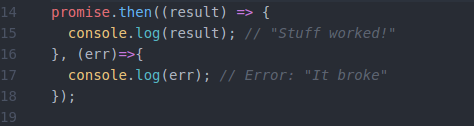 14 promise.then((result) => {
15 console.log(result); // "Stuff worked!"
16 }, (err)=>{
17 console.log(err); // Error: "It broke"
18 });
19